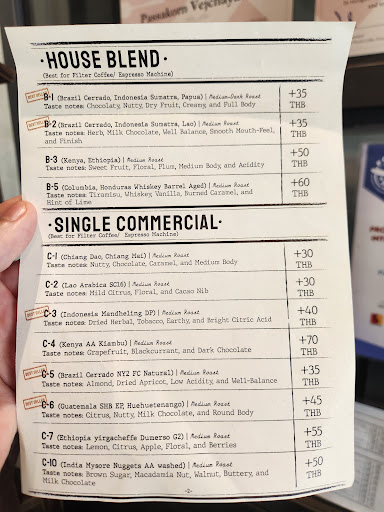 Passakorn Vejchayo
·HOUSE BLEND·
(Best for Filter Coffee/ Espresso Machine)
BEST SELLER
B-1 (Brazil Cerrado, Indonesia Sumatra, Papua) | Medium-Dark Roast
Taste notes: Chocolaty, Nutty, Dry Fruit, Creamy, and Full Body
+35
THB
BEST SELLER
B-2 (Brazil Cerrado, Indonesia Sumatra, Lao) | Medium Roast
Taste notes: Herb, Milk Chocolate, Well Balance, Smooth Mouth-Feel,
and Finish
+35
THB
B-3 (Kenya, Ethiopia) | Medium Roast
Taste notes: Sweet Fruit, Floral, Plum, Medium Body, and Acidity
+50
THB
B-5 (Columbia, Honduras Whiskey Barrel Aged) | Medium Roast
Taste notes: Tiramisu, Whiskey, Vanilla, Burned Caramel, and
Hint of Lime
+60
THB
·SINGLE COMMERCIAL·
(Best for Filter Coffee/ Espresso Machine)
C-1 (Chiang Dao, Chiang Mai) | Medium Roast
Taste notes: Nutty, Chocolate, Caramel, and Medium Body
+30
THB
C-2 (Lao Arabica SC16) | Medium Roast
Taste notes: Mild Citrus, Floral, and Cacao Nib
+30
THB
BEST SELLER
C-3 (Indonesia Mandheling DP) | Medium Roast
Taste notes: Dried Herbal, Tobacco, Earthy, and Bright Citric Acid
+40
THB
C-4 (Kenya AA Kiambu) | Medium Roast
Taste notes: Grapefruit, Blackcurrant, and Dark Chocolate
+70
THB
BEST SELLER
C-5 (Brazil Cerrado NY2 FC Natural) | Medium Roast
Taste notes: Almond, Dried Apricot, Low Acidity, and Well-Balance
+35
THB
BEST SELLER
C-6 (Guatemala SHB EP, Huehuetenango) | Medium Roast
Taste notes: Citrus, Nutty, Milk Chocolate, and Round Body
+45
THB
C-7 (Ethiopia yirgacheffe Dumerso G2) | Medium Roast
Taste notes: Lemon, Citrus, Apple, Floral, and Berries
+55
THB
C-10 (India Mysore Nuggets AA washed) | Medium Roast
Taste notes: Brown Sugar, Macadamia Nut, Walnut, Buttery, and
Milk Chocolate
+50
THB
-2-